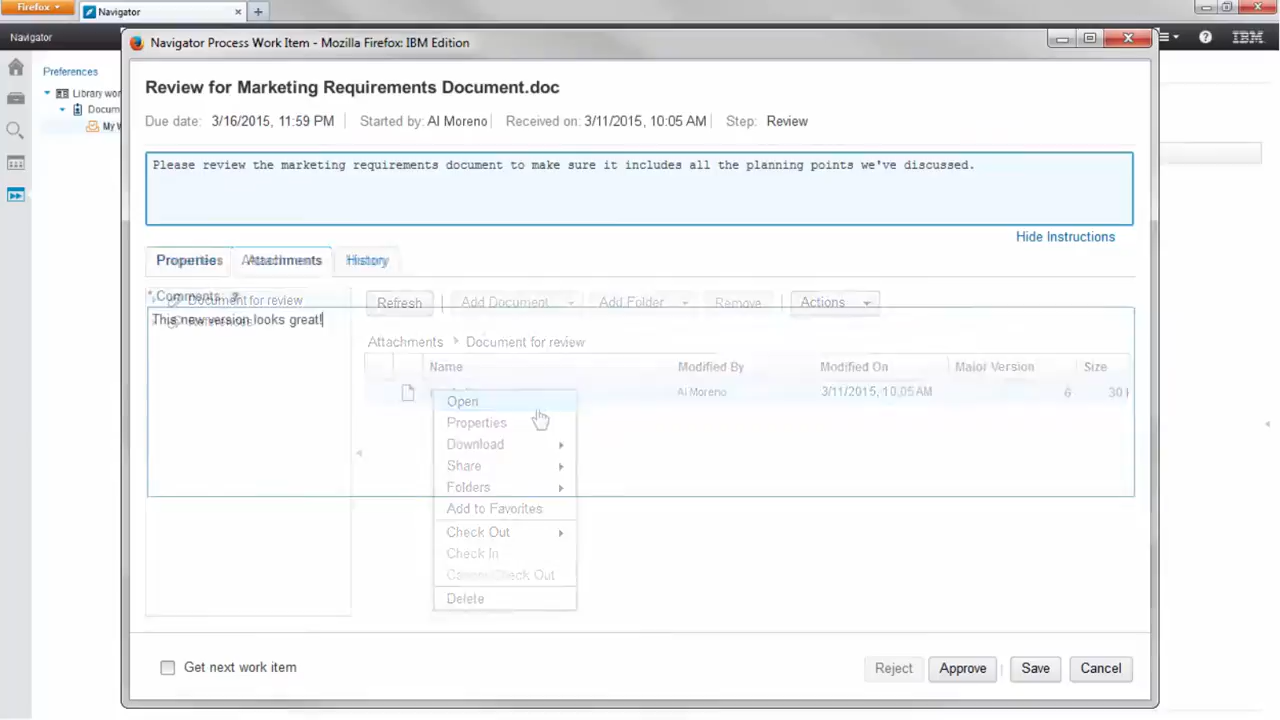 Firefox
Navigator
Navigator
IBM
Preferences
Library wor
Docum
My W
Navigator Process Work Item - Mozilla Firefox: IBM Edition
Review for Marketing Requirements Document.doc
Due date: 3/16/2015, 11:59 PM Started by: Al Moreno Received on: 3/11/2015, 10:05 AM Step: Review
Please review the marketing requirements document to make sure it includes all the planning points we've discussed.
Hide Instructions
Properties Attachments History
* Comments: ?
Document for review
This new version looks great!
Refresh Add Document Add Folder Remove Actions
Attachments > Document for review
Name Modified By Modified On Major Version Size
Al Moreno 3/11/2015, 10:05 AM 6 30
Open
Properties
Download
Share
Folders
Add to Favorites
Check Out
Check In
Cancel Check Out
Delete
Get next work item
Reject Approve Save Cancel